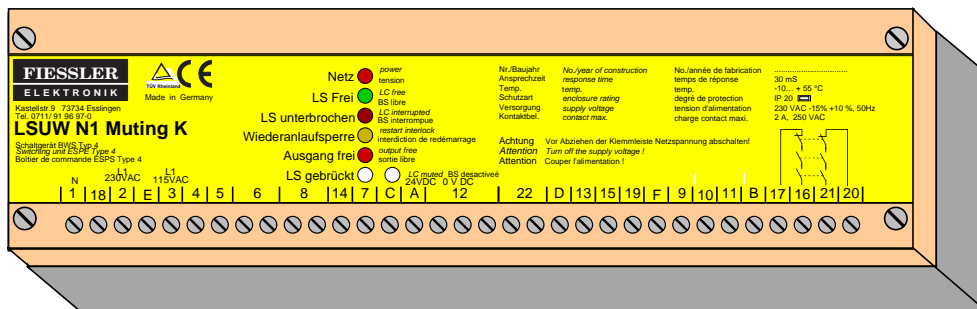 FIESSLER
ELEKTRONIK
TÜV Rheinland
CE
Made in Germany
Kastellstr.9 73734 Esslingen
Tel. 0711/ 91 96 97-0
LSUW N1 Muting K
Schaltgerät BWS Typ 4
Switching unit ESPE Type 4
Boîtier de commande ESPS Type 4
Netz power
tension
LS Frei LC free
BS libre
LS unterbrochen LC interrupted
BS interrompue
Wiederanlaufsperre restart interlock
interdiction de redémarrage
Ausgang frei output free
sortie libre
LS gebrückt LC muted BS desactiveé
Nr./Baujahr No./year of construction No./année de fabrication ..............................
Ansprechzeit response time temps de réponse 30 mS
Temp. temp. temp. -10... + 55 °C
Schutzart enclosure rating degré de protection IP 20
Versorgung supply voltage tension d'alimentation 230 VAC -15% +10 %, 50Hz
Kontaktbel. contact max. charge contact maxi. 2 A, 250 VAC
Achtung Vor Abziehen der Klemmleiste Netzspannung abschalten!
Attention Turn off the supply voltage !
Attention Couper l'alimentation !
N L1 230VAC L1 115VAC 24VDC 0 V DC
1 18 2 E 3 4 5 6 8 14 7 C A 12 22 D 13 15 19 F 9 10 11 B 17 16 21 20